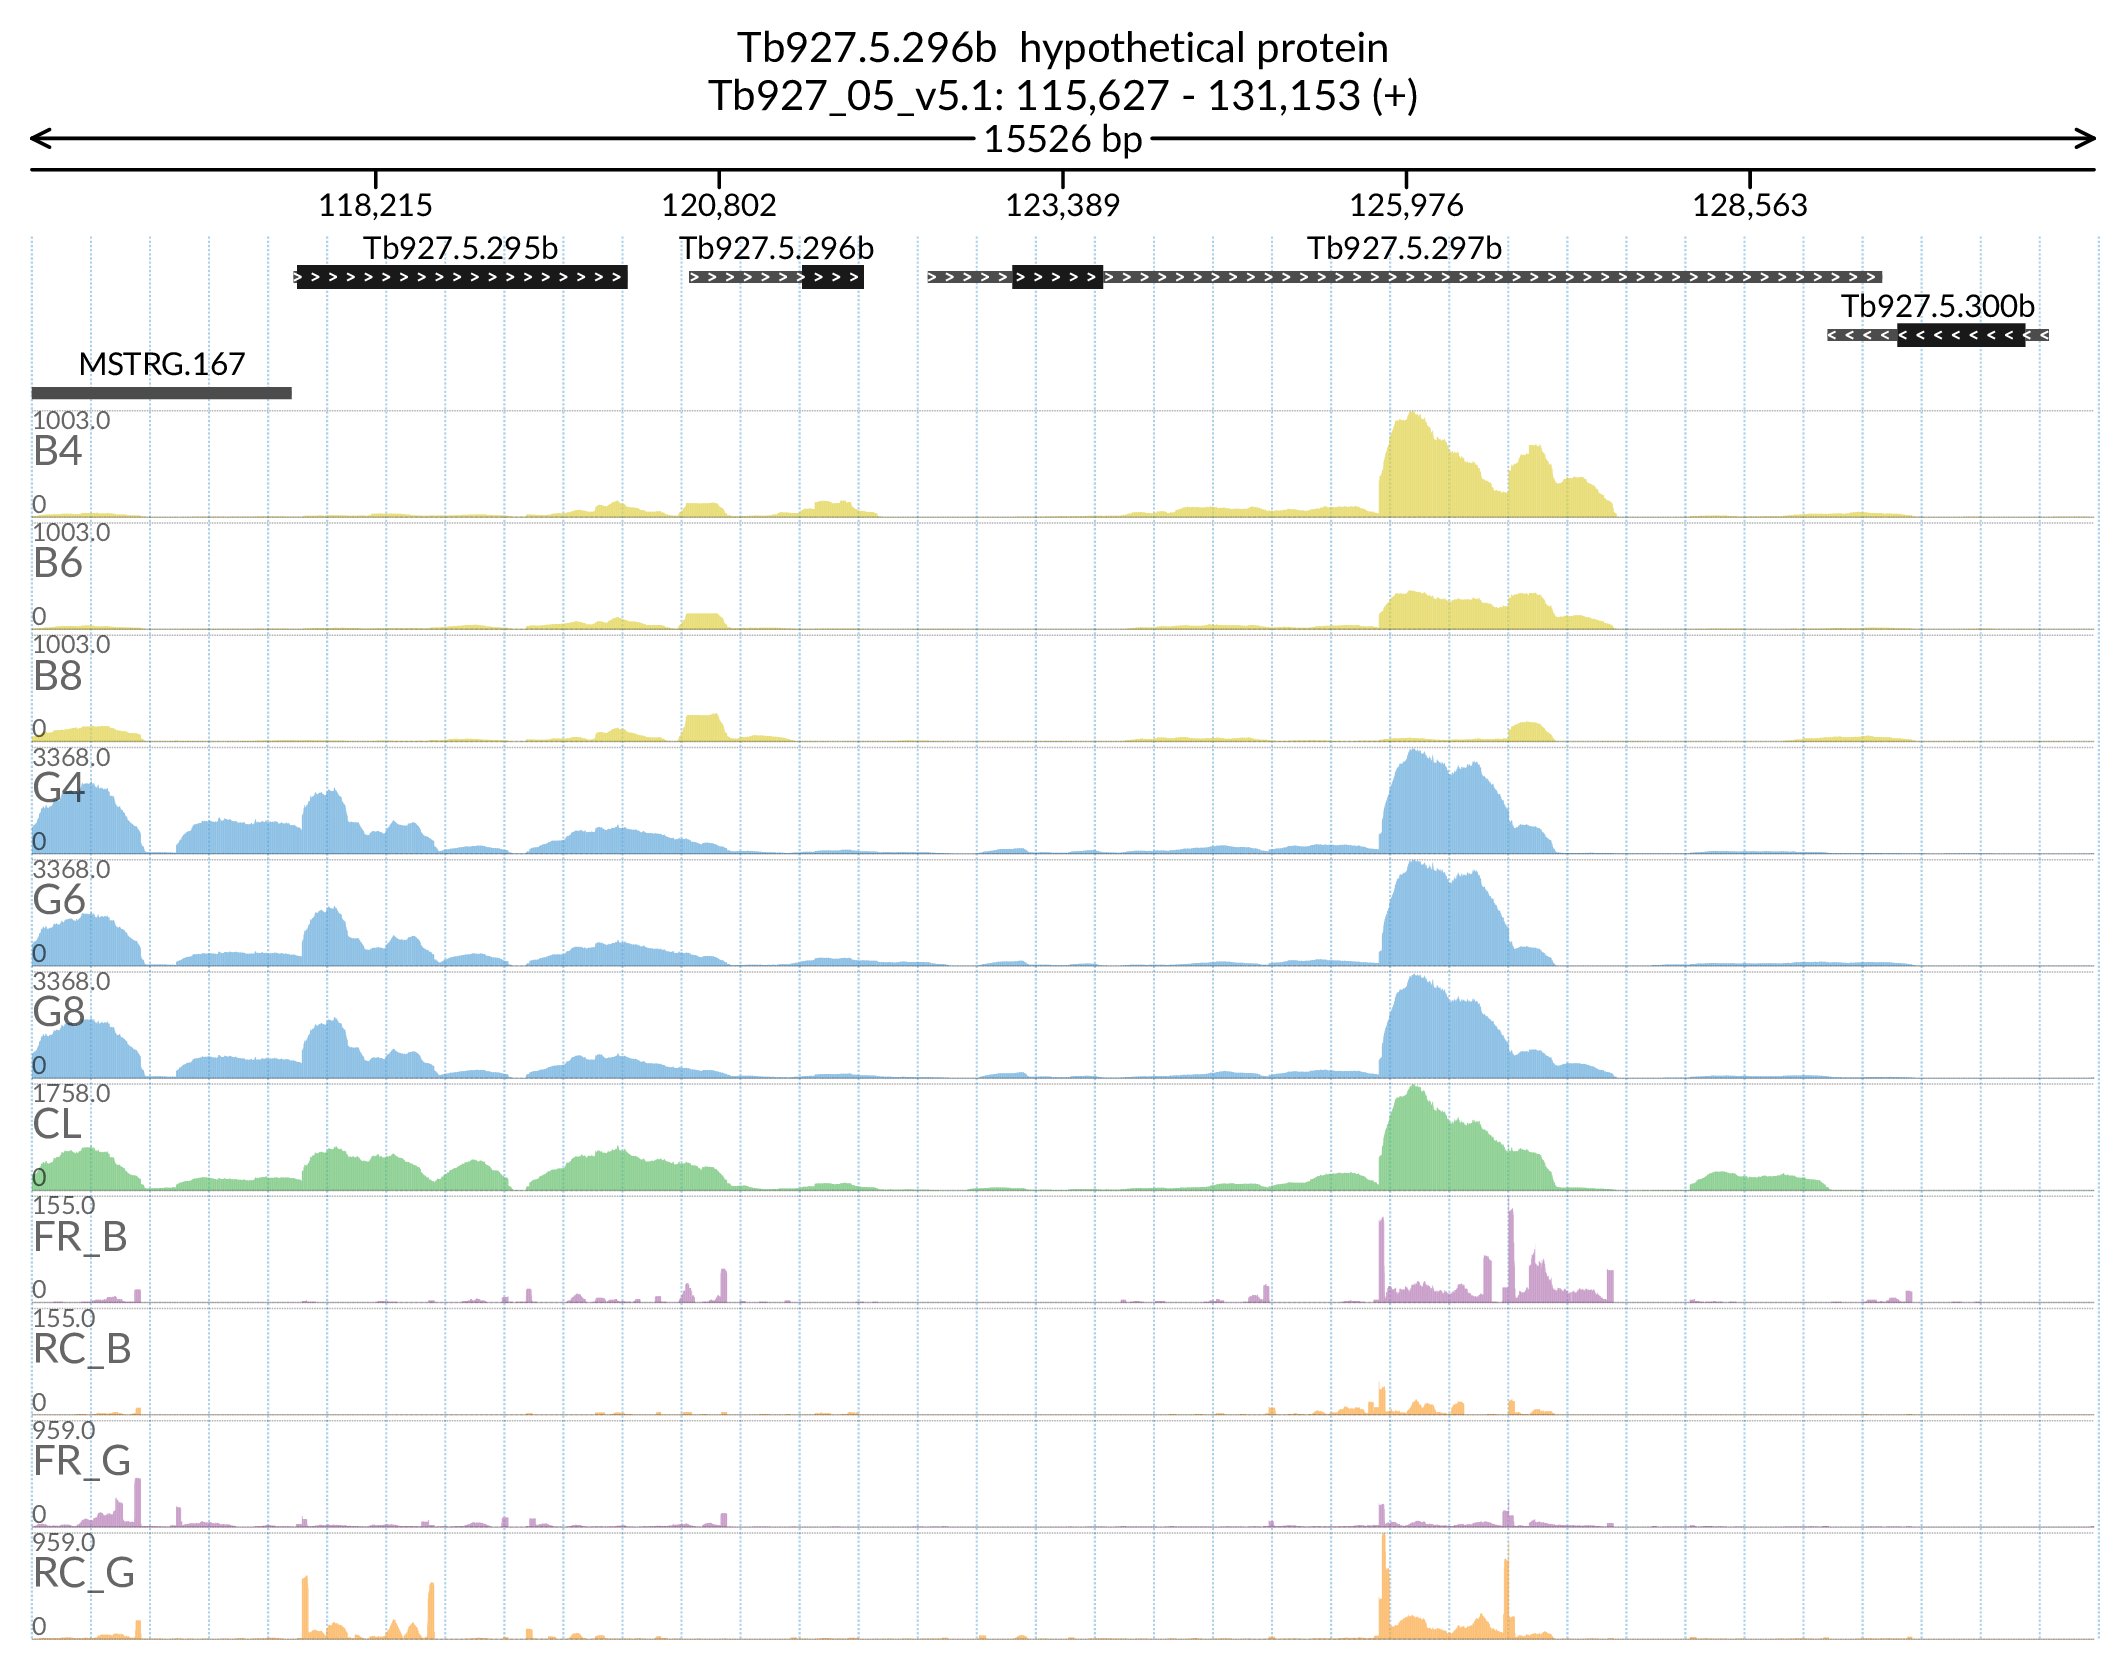 Tb927.5.296b  hypothetical protein
Tb927_05_v5.1: 115,627 - 131,153 (+)
15526 bp
118,215 120,802 123,389 125,976 128,563
Tb927.5.295b Tb927.5.296b Tb927.5.297b
Tb927.5.300b
MSTRG.167
1003.0
B4
0
1003.0
B6
0
1003.0
B8
0
3368.0
G4
0
3368.0
G6
0
3368.0
G8
0
1758.0
CL
0
155.0
FR_B
0
155.0
RC_B
0
959.0
FR_G
0
959.0
RC_G
0